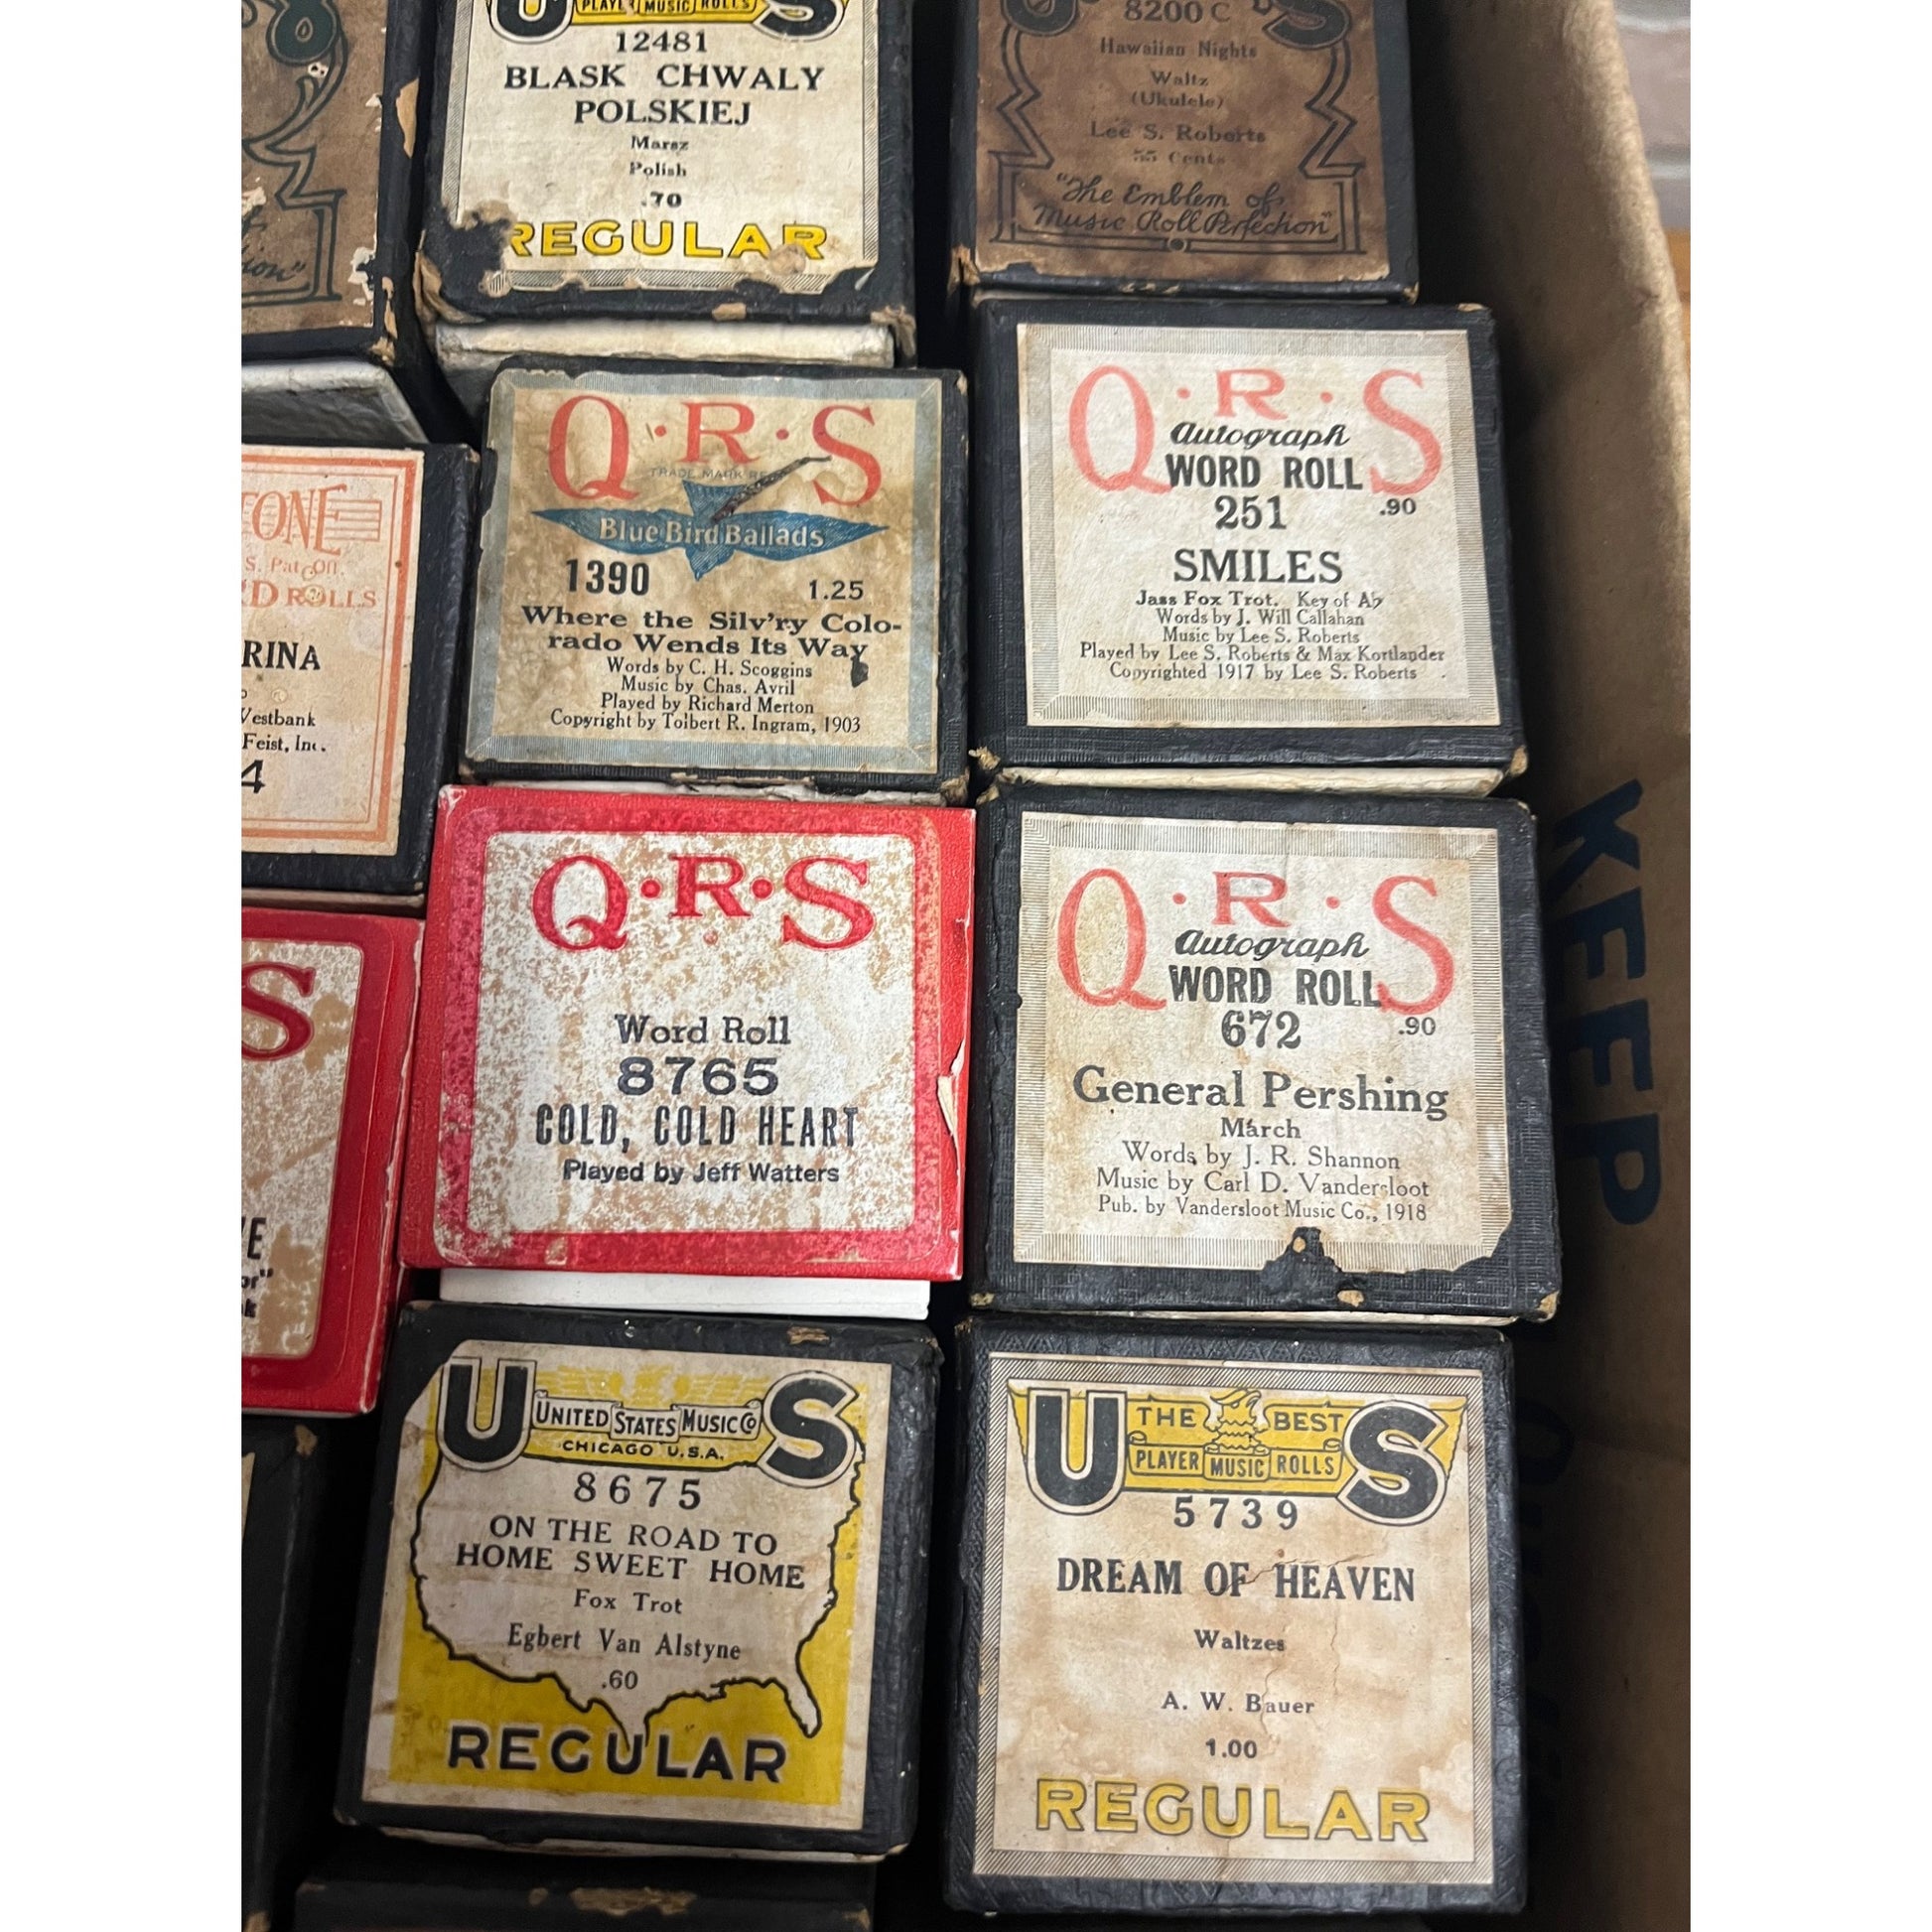 PLAYER MUSIC ROLLS
12481
BLASK CHWALY
POLSKIEJ
Marsz
Polish
.70
REGULAR
8200 C
Hawaiian Nights
Waltz
(Ukulele)
Lee S. Roberts
55 Cents
"The Emblem of
Music Roll Perfection"
TONE
S. Pat. Off.
ROLLS
RINA
Westbank
Feist, Inc.
4
Q·R·S
TRADE MARK
Blue Bird Ballads
1390 1.25
Where the Silv'ry Colo-
rado Wends Its Way
Words by C. H. Scoggins
Music by Chas. Avril
Played by Richard Merton
Copyright by Tolbert R. Ingram, 1903
Q·R·S
Autograph
WORD ROLL
251 .90
SMILES
Jass Fox Trot. Key of A♭
Words by J. Will Callahan
Music by Lee S. Roberts
Played by Lee S. Roberts & Max Kortlander
Copyrighted 1917 by Lee S. Roberts
S
Q·R·S
Word Roll
8765
COLD, COLD HEART
Played by Jeff Watters
Q·R·S
Autograph
WORD ROLL
672 .90
General Pershing
March
Words by J. R. Shannon
Music by Carl D. Vandersloot
Pub. by Vandersloot Music Co., 1918
KEEP
US
UNITED STATES MUSIC CO
CHICAGO U.S.A.
8675
ON THE ROAD TO
HOME SWEET HOME
Fox Trot
Egbert Van Alstyne
.60
REGULAR
US
THE BEST
PLAYER MUSIC ROLLS
5739
DREAM OF HEAVEN
Waltzes
A. W. Bauer
1.00
REGULAR